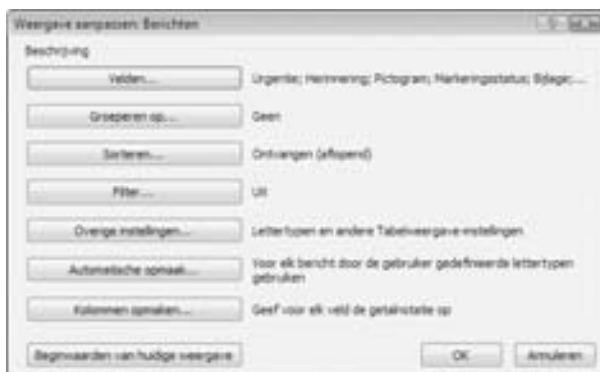 Weergave aanpassen: Berichten
Beschrijving
Velden... Urgentie; Herinnering; Pictogram; Markeringsstatus; Bijlage;...
Groeperen op... Geen
Sorteren... Ontvangen (aflopend)
Filter... Uit
Overige instellingen... Lettertypen en andere Tabelweergave-instellingen
Automatische opmaak... Voor elk bericht door de gebruiker gedefinieerde lettertypen
gebruiken
Kolommen opmaken... Geef voor elk veld de getalnotatie op
Beginwaarden van huidige weergave OK Annuleren